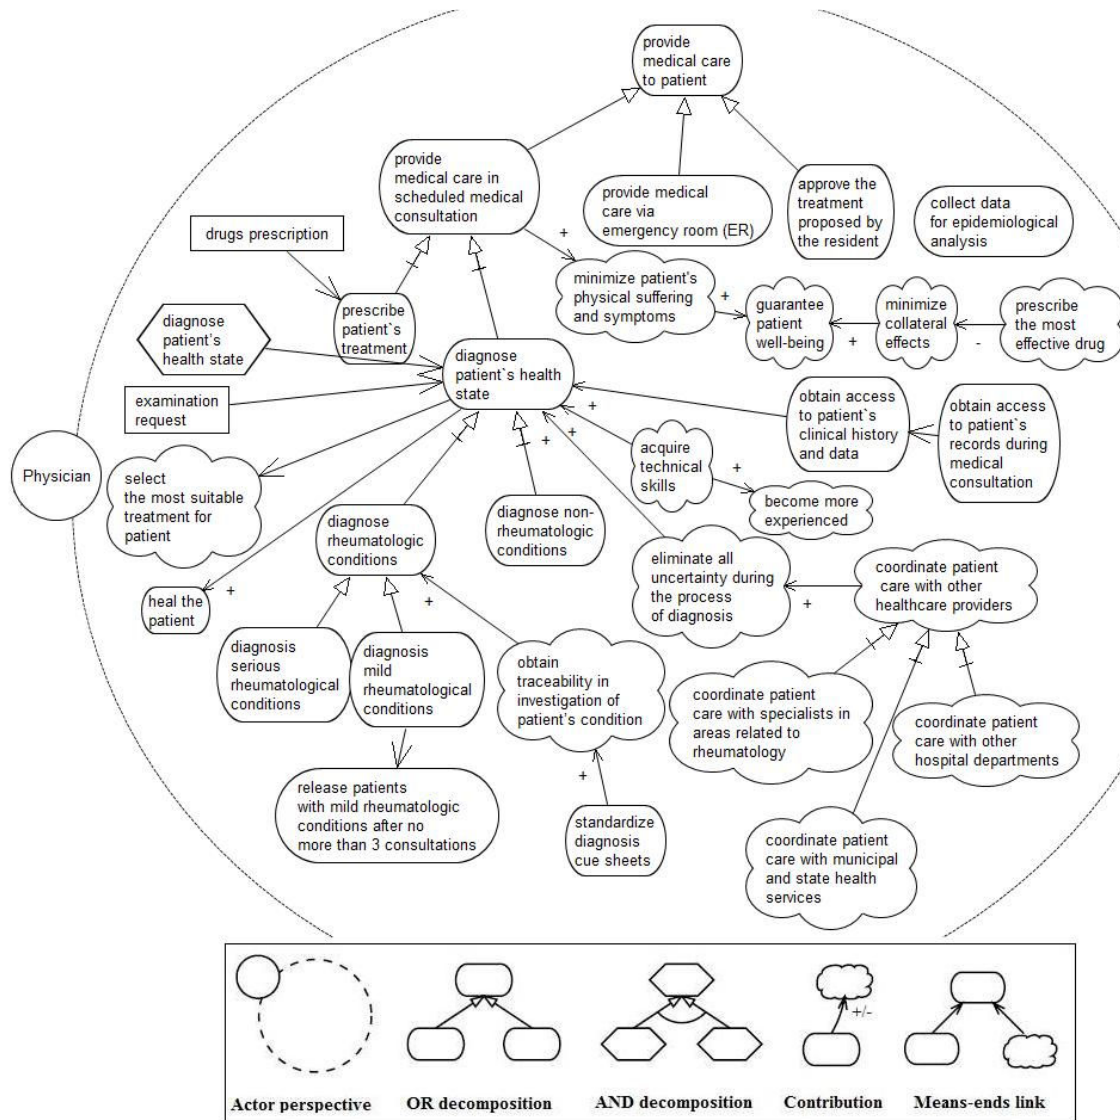 provide
medical care
to patient
provide
medical care in
scheduled medical
consultation
provide medical
care via
emergency room (ER)
approve the
treatment
proposed by
the resident
collect data
for epidemiological
analysis
drugs prescription
+
minimize patient's
physical suffering
and symptoms
+
guarantee
patient
well-being
+
minimize
collateral
effects
-
prescribe
the most
effective drug
diagnose
patient's
health state
prescribe
patient`s
treatment
diagnose
patient`s health
state
examination
request
obtain access
to patient`s
clinical history
and data
obtain access
to patient`s
records during
medical
consultation
+
+
+
acquire
technical
skills
+
become more
experienced
Physician
select
the most suitable
treatment for
patient
diagnose
rheumatologic
conditions
diagnose non-
rheumatologic
conditions
eliminate all
uncertainty during
the process
of diagnosis
+
coordinate patient
care with other
healthcare providers
heal the
patient
+
+
diagnosis
serious
rheumatological
conditions
diagnosis
mild
rheumatological
conditions
obtain
traceability in
investigation of
patient's condition
coordinate patient
care with specialists in
areas related to
rheumatology
coordinate patient
care with other
hospital departments
release patients
with mild rheumatologic
conditions after no
more than 3 consultations
+
standardize
diagnosis
cue sheets
coordinate patient
care with municipal
and state health
services
+/-
Actor perspective
OR decomposition
AND decomposition
Contribution
Means-ends link